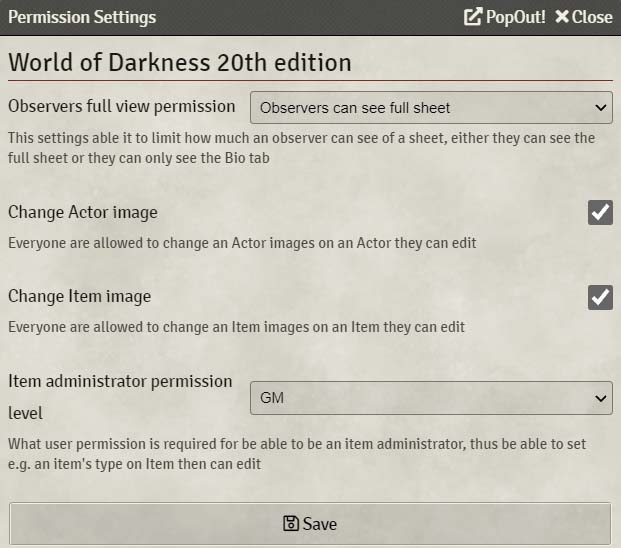 Permission Settings PopOut! Close
World of Darkness 20th edition
Observers full view permission Observers can see full sheet
This settings able it to limit how much an observer can see of a sheet, either they can see the
full sheet or they can only see the Bio tab
Change Actor image
Everyone are allowed to change an Actor images on an Actor they can edit
Change Item image
Everyone are allowed to change an Item images on an Item they can edit
Item administrator permission
level
GM
What user permission is required for be able to be an item administrator, thus be able to set
e.g. an item's type on Item then can edit
Save